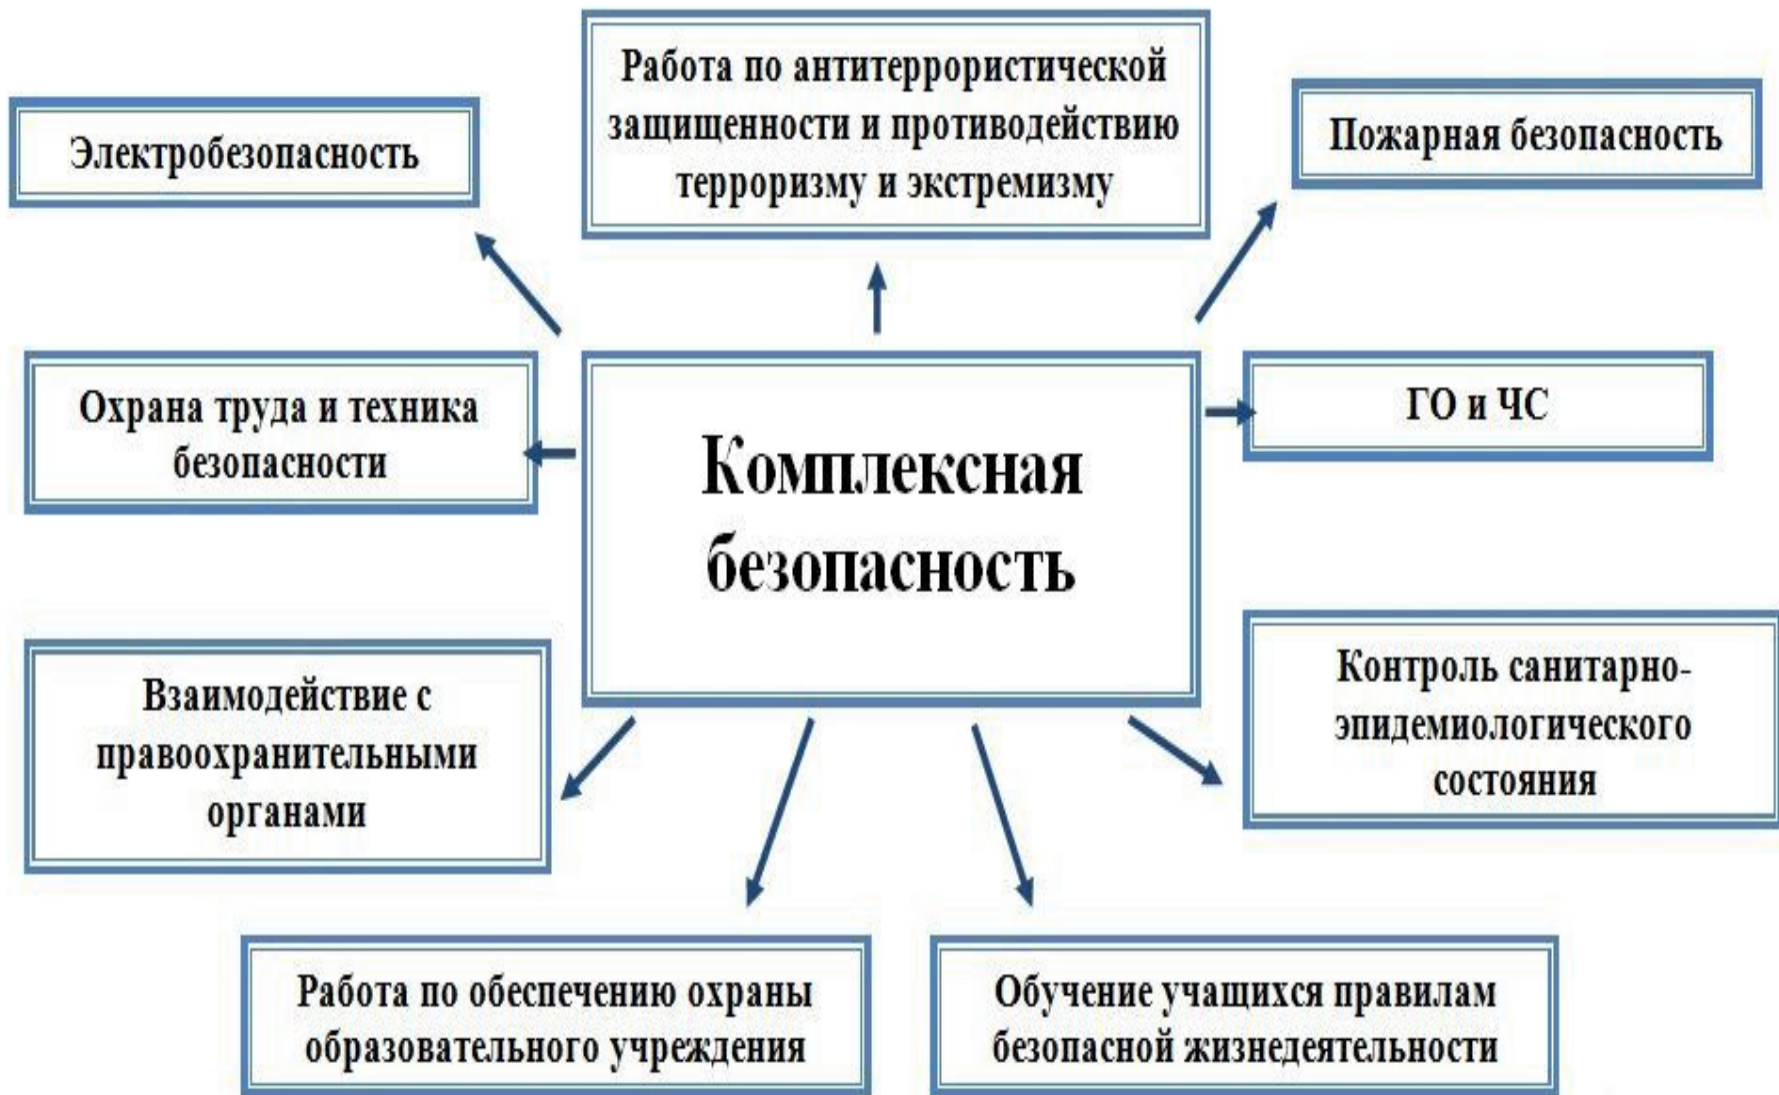 Работа по антитеррористической
защищенности и противодействию
терроризму и экстремизму
Электробезопасность
Пожарная безопасность
Охрана труда и техника
безопасности
Комплексная
безопасность
ГО и ЧС
Взаимодействие с
правоохранительными
органами
Контроль санитарно-
эпидемиологического
состояния
Работа по обеспечению охраны
образовательного учреждения
Обучение учащихся правилам
безопасной жизнедеятельности